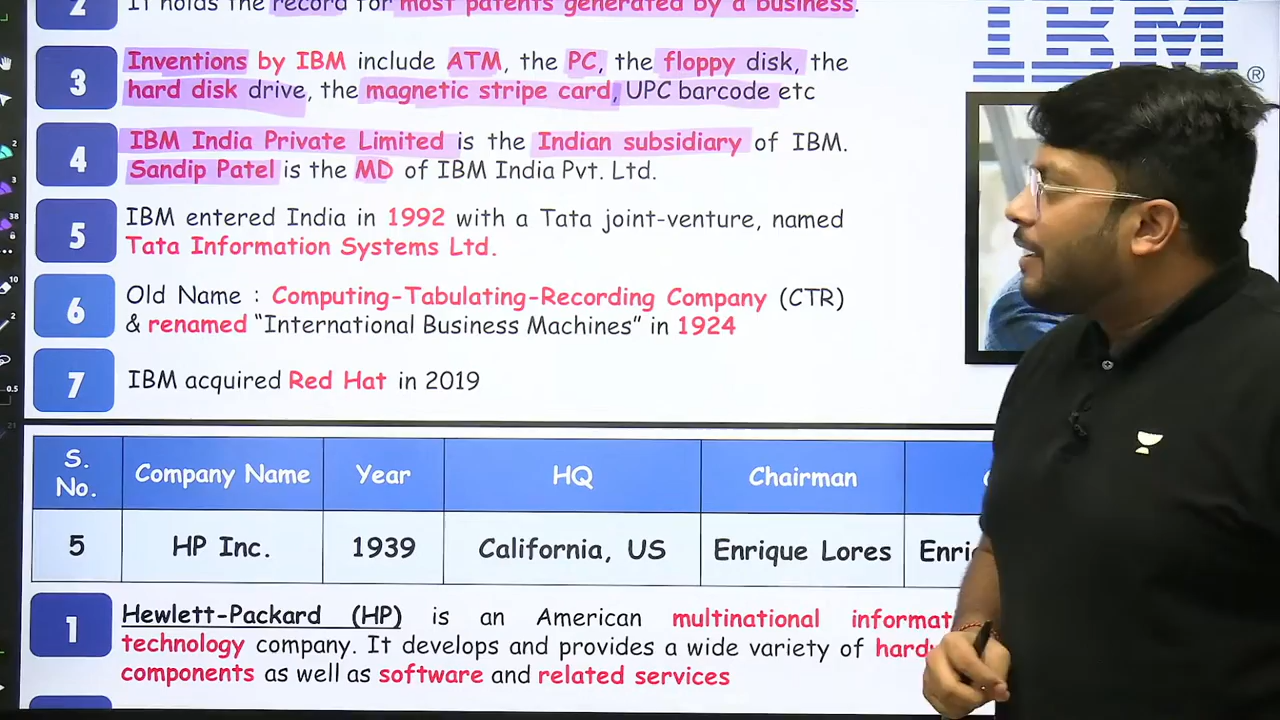 2 It holds the record for most patents generated by a business.
IBM ®
3 Inventions by IBM include ATM, the PC, the floppy disk, the
hard disk drive, the magnetic stripe card, UPC barcode etc
4 IBM India Private Limited is the Indian subsidiary of IBM.
Sandip Patel is the MD of IBM India Pvt. Ltd.
5 IBM entered India in 1992 with a Tata joint-venture, named
Tata Information Systems Ltd.
6 Old Name : Computing-Tabulating-Recording Company (CTR)
& renamed “International Business Machines” in 1924
7 IBM acquired Red Hat in 2019
S. No. Company Name Year HQ Chairman
5 HP Inc. 1939 California, US Enrique Lores
1 Hewlett-Packard (HP) is an American multinational
technology company. It develops and provides a wide variety of
components as well as software and related services